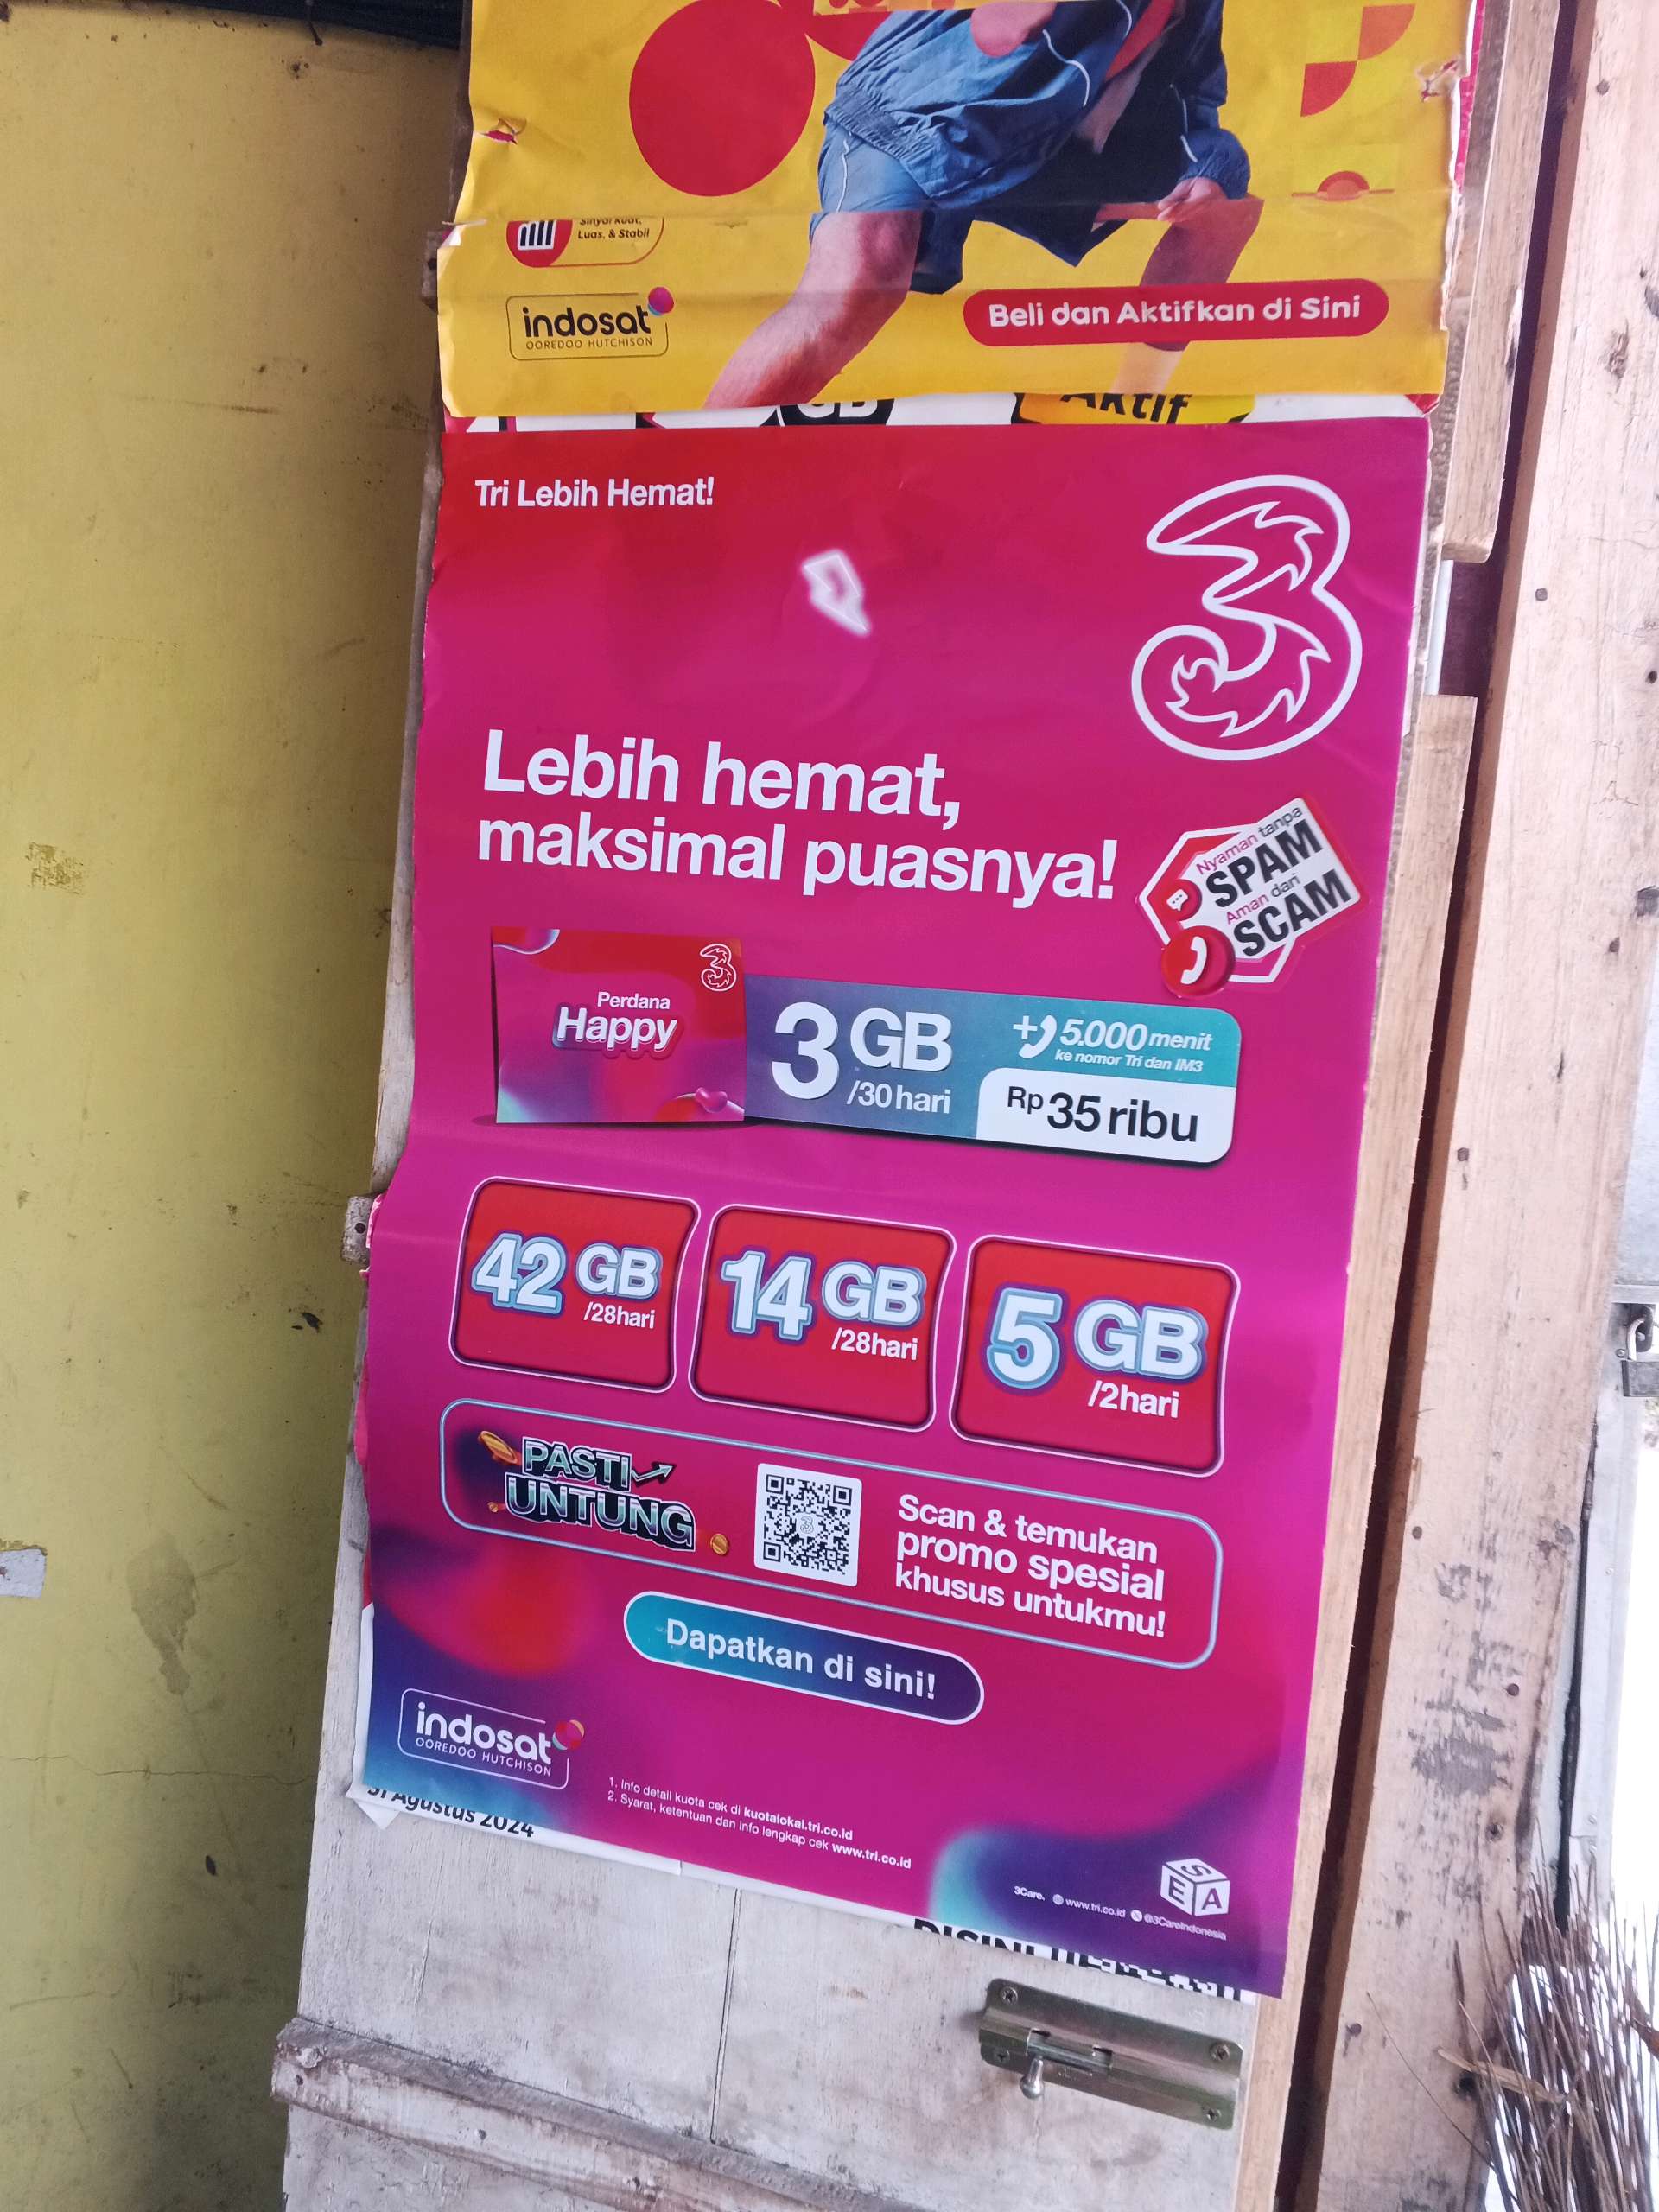 Sinyal Kuat,
Luas, & Stabil
indosat
OOREDOO HUTCHISON
Beli dan Aktifkan di Sini
GB
Aktif
Tri Lebih Hemat!
3
Lebih hemat,
maksimal puasnya!
Nyaman tanpa
SPAM
Aman dari
SCAM
3
Perdana
Happy
3 GB
/30 hari
+ 5.000 menit
ke nomor Tri dan IM3
Rp 35 ribu
42 GB
/28hari
14 GB
/28hari
5 GB
/2hari
PASTI
UNTUNG
Scan & temukan
promo spesial
khusus untukmu!
Dapatkan di sini!
indosat
OOREDOO HUTCHISON
1. Info detail kuota cek di kuotalokal.tri.co.id
2. Syarat, ketentuan dan info lengkap cek www.tri.co.id
3Care. www.tri.co.id @3CareIndonesia
SEA
31 Agustus 2024
DISINI